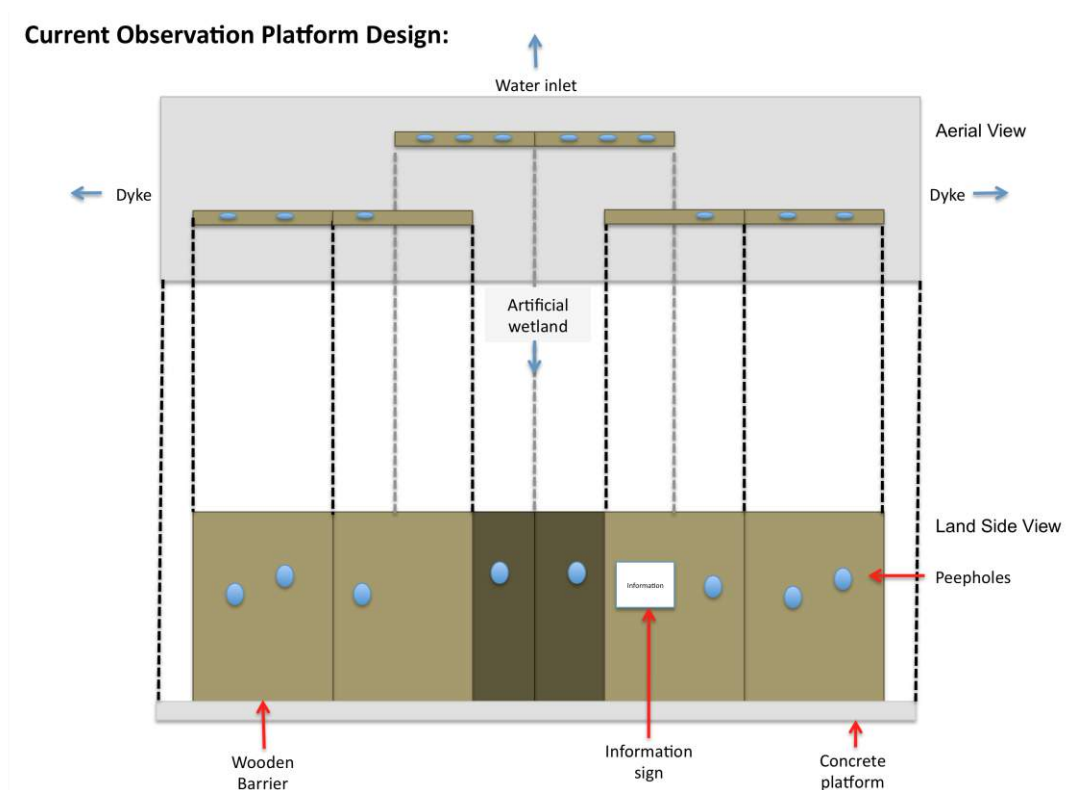 Current Observation Platform Design:
Water inlet
Aerial View
Dyke
Dyke
Artificial
wetland
Land Side View
Information
Peepholes
Wooden
Barrier
Information
sign
Concrete
platform